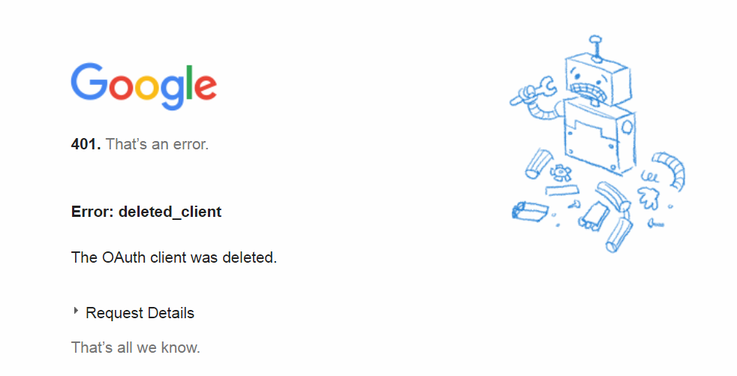 Google
401. That's an error.
Error: deleted_client
The OAuth client was deleted.
Request Details
That's all we know.